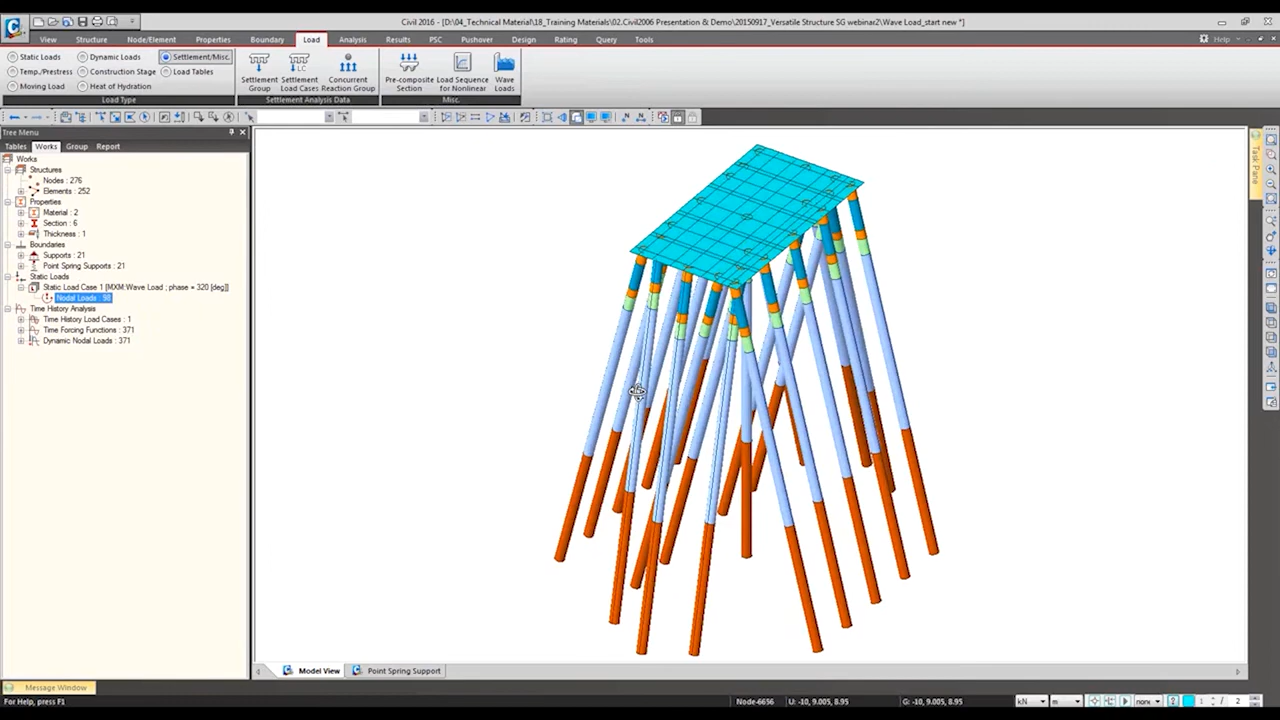 Civil 2016 - [D:\04_Technical Material\18_Training Materials\02.Civil2006 Presentation & Demo\20150917_Versatile Structure SG webinar2\Wave Load_start new *]
View Structure Node/Element Properties Boundary Load Analysis Results PSC Pushover Design Rating Query Tools Help
Static Loads Dynamic Loads Settlement/Misc.
Temp./Prestress Construction Stage Load Tables
Moving Load Heat of Hydration
Settlement Group Settlement Load Cases Concurrent Reaction Group Pre-composite Section Load Sequence for Nonlinear Wave Loads
Load Type Settlement Analysis Data Misc.
Tree Menu
Tables Works Group Report
Works
Structures
Nodes : 276
Elements : 252
Properties
Material : 2
Section : 6
Thickness : 1
Boundaries
Supports : 21
Point Spring Supports : 21
Static Loads
Static Load Case 1 [MXM:Wave Load ; phase = 320 [deg]]
Nodal Loads : 98
Time History Analysis
Time History Load Cases : 1
Time Forcing Functions : 371
Dynamic Nodal Loads : 371
Task Pane
Model View Point Spring Support
Message Window
For Help, press F1 Node-6656 U: -10, 9.005, 8.95 G: -10, 9.005, 8.95 kN m none 1 / 2